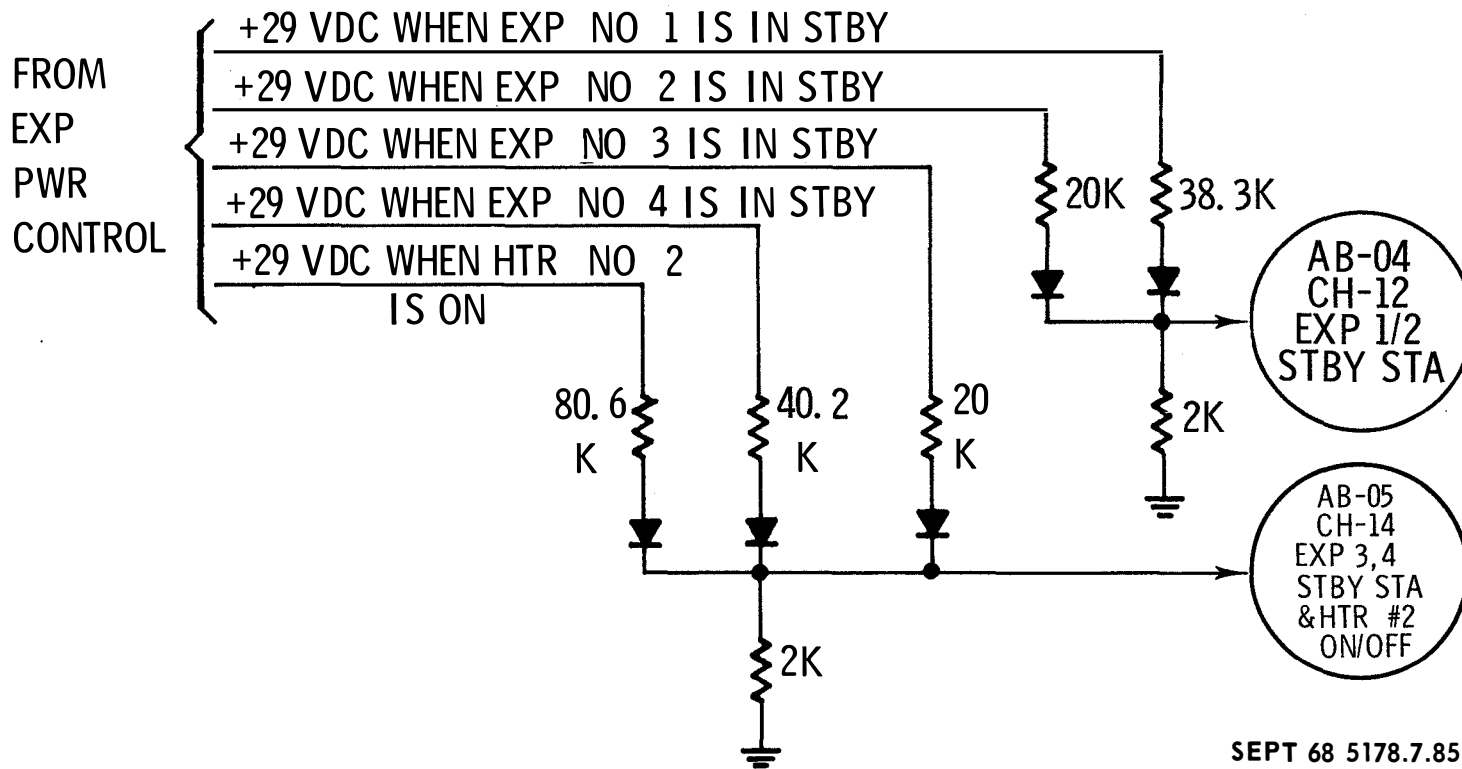 FROM
EXP
PWR
CONTROL
+29 VDC WHEN EXP NO 1 IS IN STBY
+29 VDC WHEN EXP NO 2 IS IN STBY
+29 VDC WHEN EXP NO 3 IS IN STBY
+29 VDC WHEN EXP NO 4 IS IN STBY
+29 VDC WHEN HTR NO 2
IS ON
20K
38.3K
AB-04
CH-12
EXP 1/2
STBY STA
2K
80.6
K
40.2
K
20
K
AB-05
CH-14
EXP 3,4
STBY STA
&HTR #2
ON/OFF
2K
SEPT 68 5178.7.85